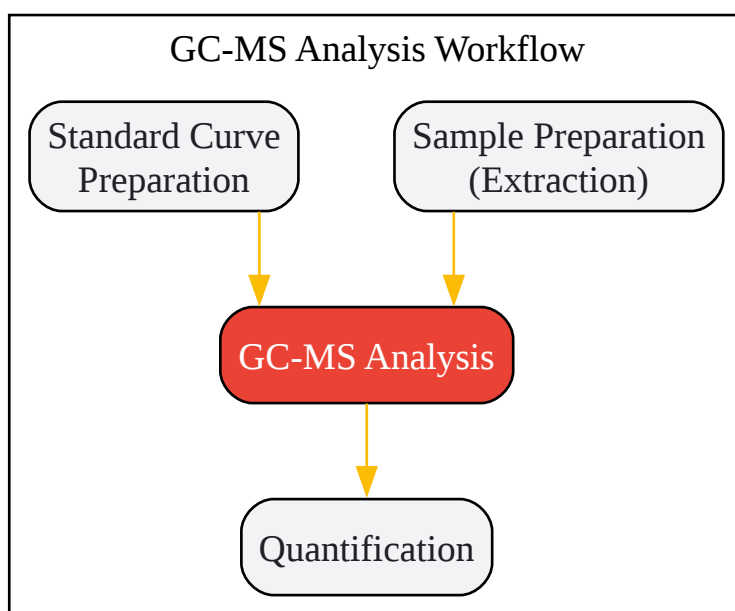 GC-MS Analysis Workflow
Standard Curve
Preparation
Sample Preparation
(Extraction)
GC-MS Analysis
Quantification